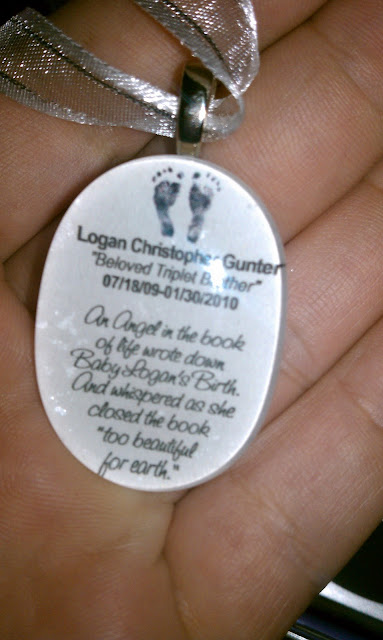 Logan Christopher Gunter
"Beloved Triplet Brother"
07/18/09-01/30/2010
An Angel in the book
of life wrote down
Baby Logan's Birth.
And whispered as she
closed the book
"too beautiful
for earth."